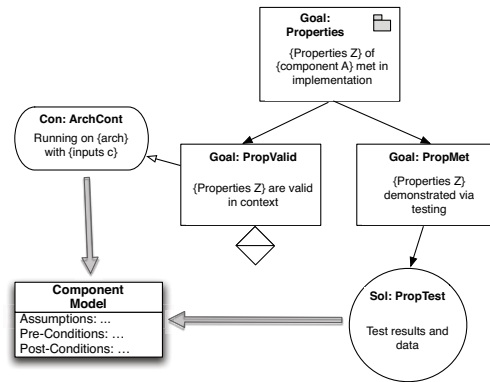 Goal:
Properties
{Properties Z} of
{component A} met in
implementation
Con: ArchCont
Running on {arch}
with {inputs c}
Goal: PropValid
{Properties Z} are valid
in context
Goal: PropMet
{Properties Z}
demonstrated via
testing
Component
Model
Assumptions: ...
Pre-Conditions: ...
Post-Conditions: ...
Sol: PropTest
Test results and
data